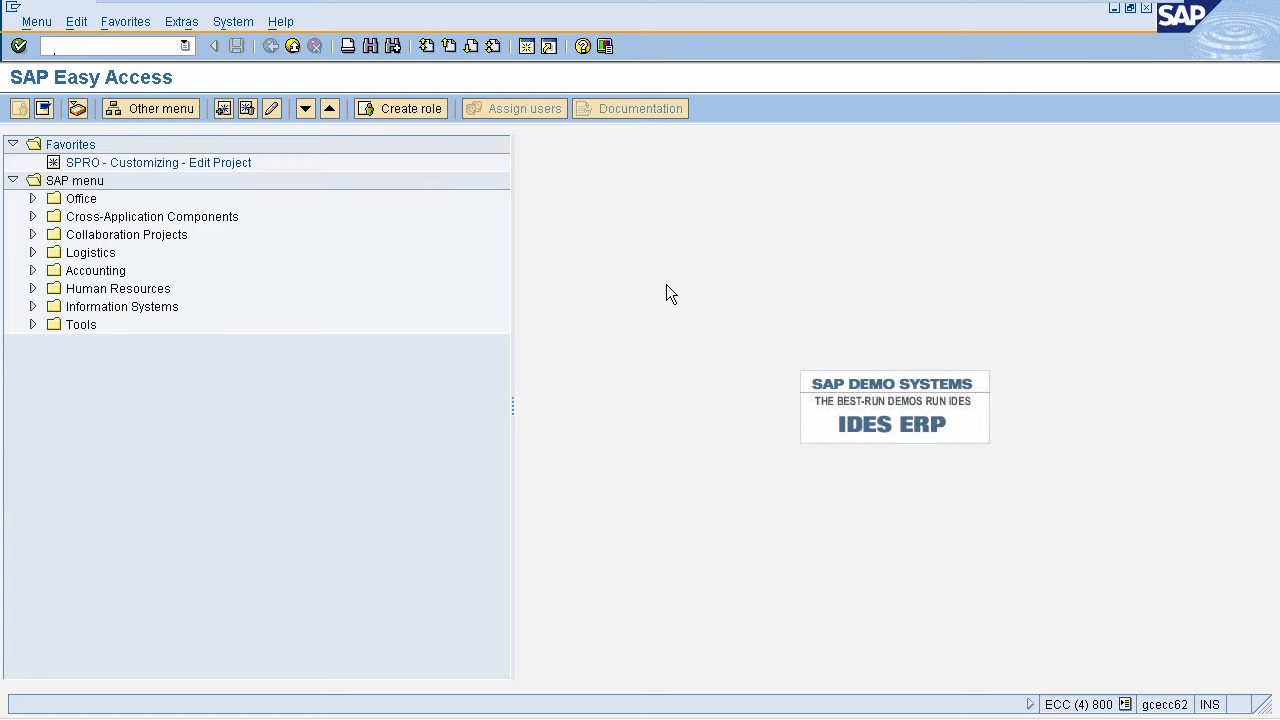 Menu Edit Favorites Extras System Help
SAP
SAP Easy Access
Other menu Create role Assign users Documentation
Favorites
SPRO - Customizing - Edit Project
SAP menu
Office
Cross-Application Components
Collaboration Projects
Logistics
Accounting
Human Resources
Information Systems
Tools
SAP DEMO SYSTEMS
THE BEST-RUN DEMOS RUN IDES
IDES ERP
ECC (4) 800 gcecc62 INS